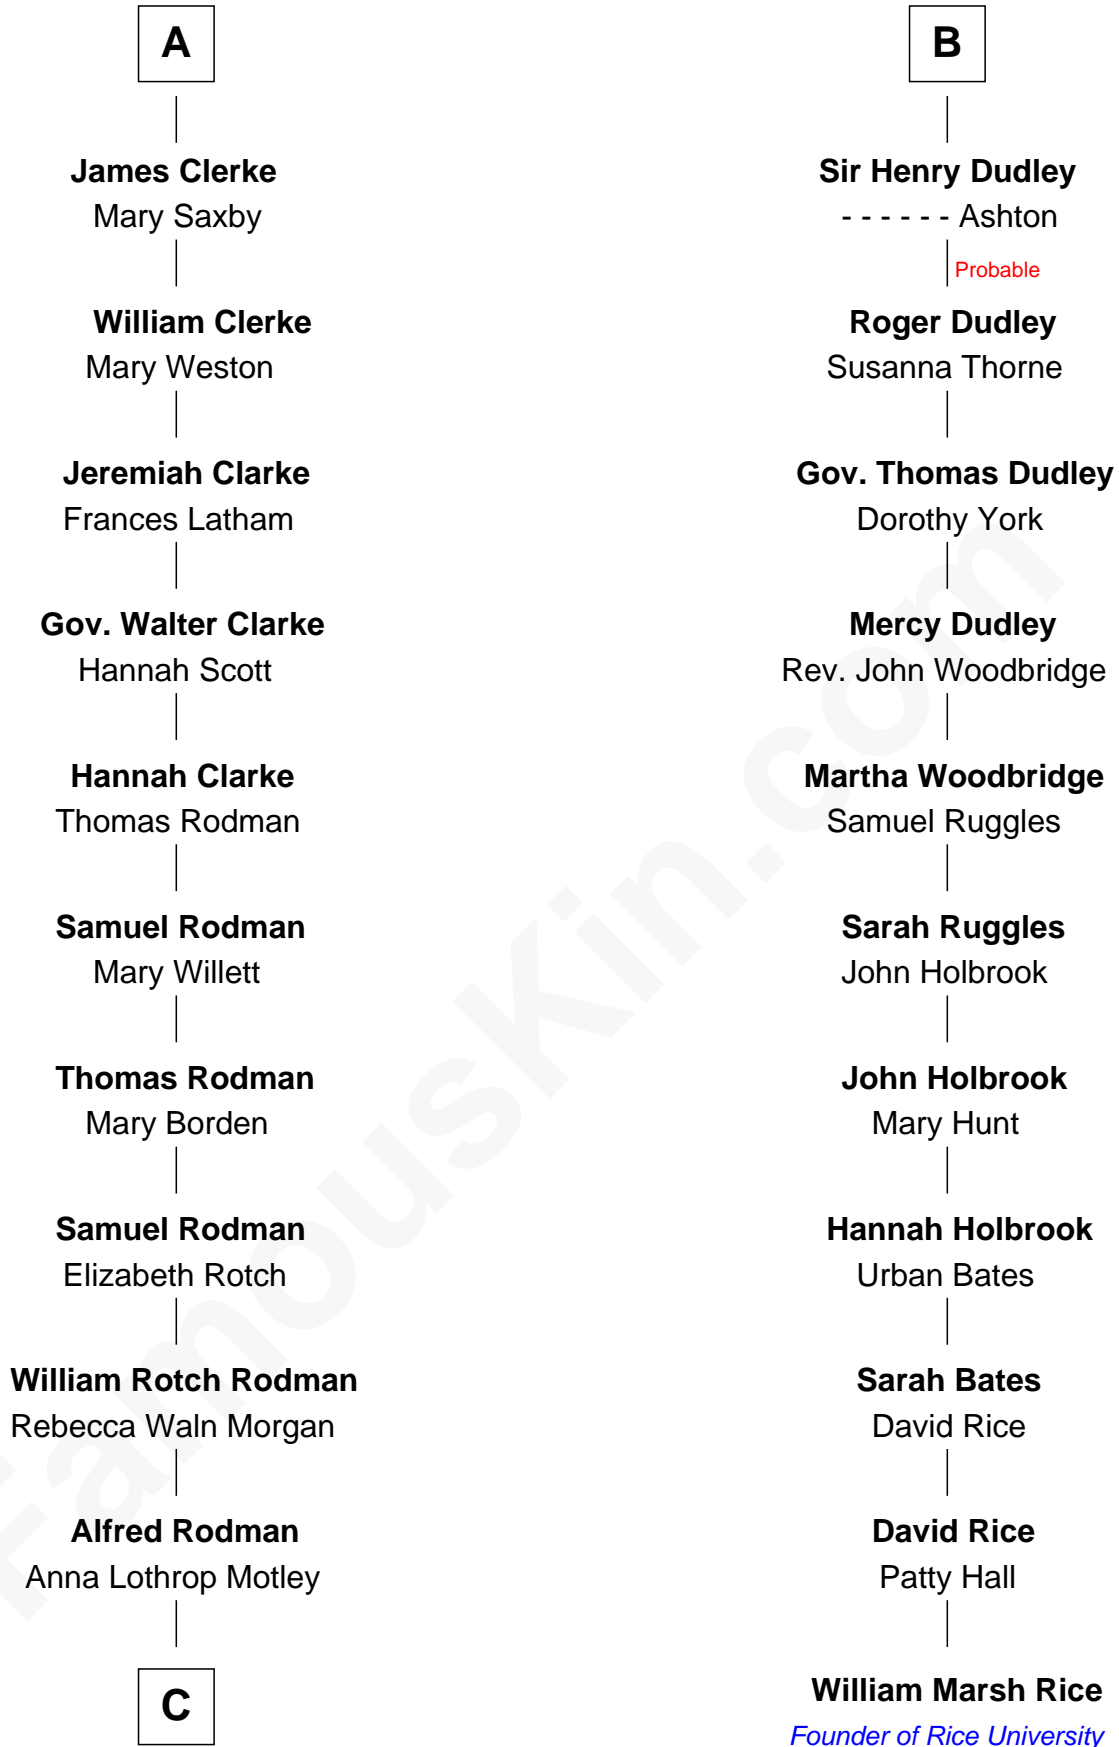 A
James Clerke
Mary Saxby
William Clerke
Mary Weston
Jeremiah Clarke
Frances Latham
Gov. Walter Clarke
Hannah Scott
Hannah Clarke
Thomas Rodman
Samuel Rodman
Mary Willett
Thomas Rodman
Mary Borden
Samuel Rodman
Elizabeth Rotch
William Rotch Rodman
Rebecca Waln Morgan
Alfred Rodman
Anna Lothrop Motley
C
B
Sir Henry Dudley
- - - - - - Ashton
Probable
Roger Dudley
Susanna Thorne
Gov. Thomas Dudley
Dorothy York
Mercy Dudley
Rev. John Woodbridge
Martha Woodbridge
Samuel Ruggles
Sarah Ruggles
John Holbrook
John Holbrook
Mary Hunt
Hannah Holbrook
Urban Bates
Sarah Bates
David Rice
David Rice
Patty Hall
William Marsh Rice
Founder of Rice University
FamousKin.com